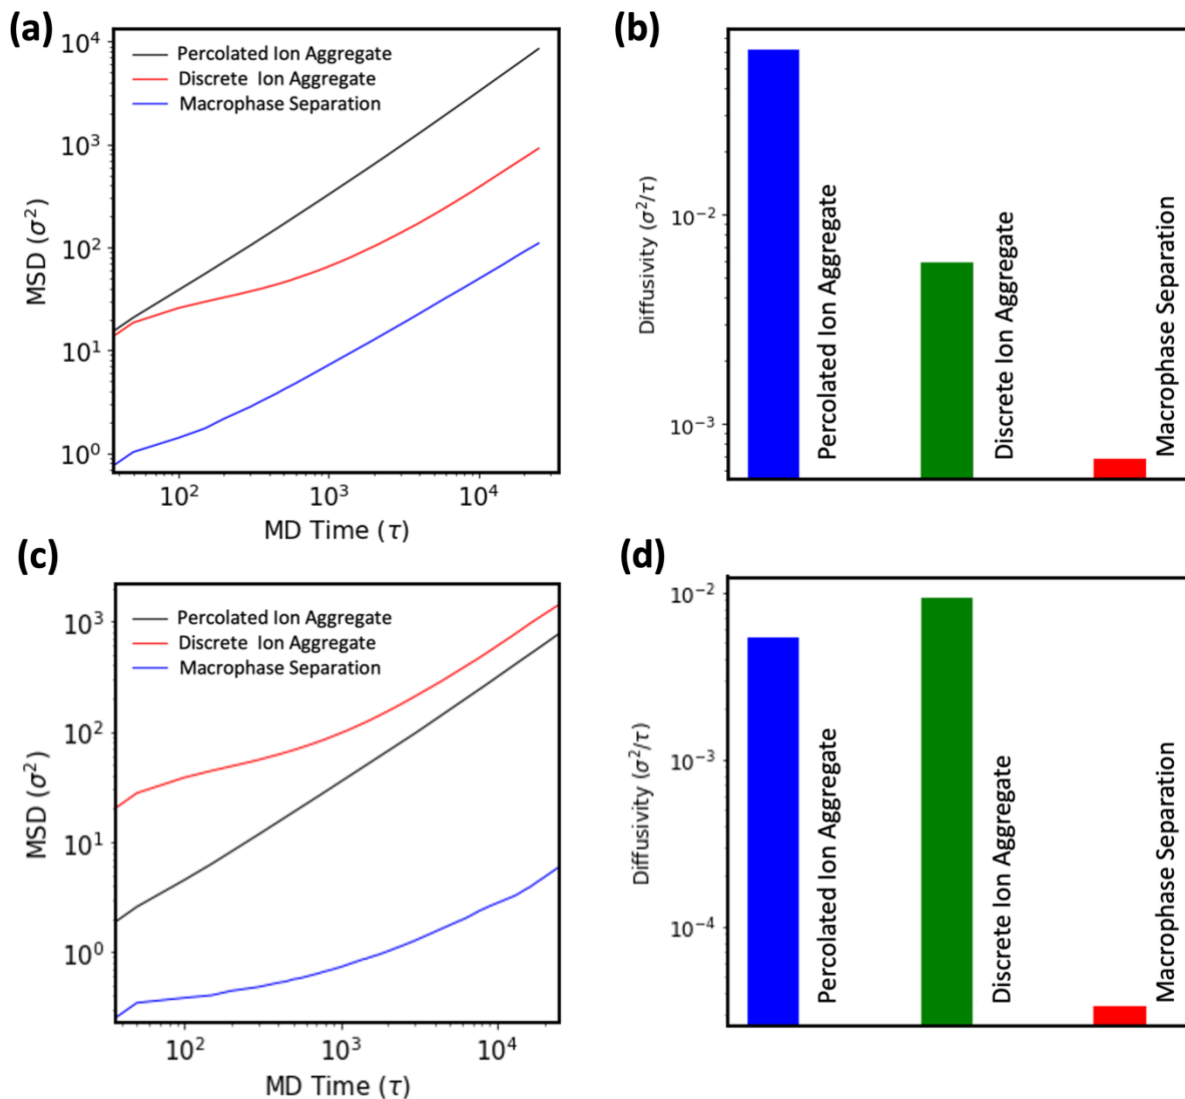 (a)
10⁴
10³
10²
10¹
10⁰
MSD (σ²)
Percolated Ion Aggregate
Discrete Ion Aggregate
Macrophase Separation
10² 10³ 10⁴
MD Time (τ)
(b)
10⁻²
10⁻³
Diffusivity (σ²/τ)
Percolated Ion Aggregate
Discrete Ion Aggregate
Macrophase Separation
(c)
10³
10²
10¹
10⁰
MSD (σ²)
Percolated Ion Aggregate
Discrete Ion Aggregate
Macrophase Separation
10² 10³ 10⁴
MD Time (τ)
(d)
10⁻²
10⁻³
10⁻⁴
Diffusivity (σ²/τ)
Percolated Ion Aggregate
Discrete Ion Aggregate
Macrophase Separation